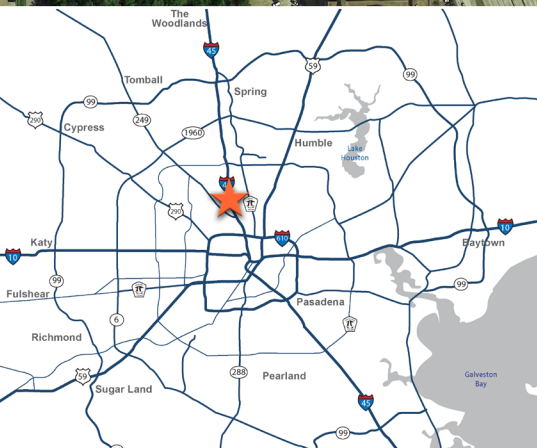 The
Woodlands
45
59
99
Tomball
Spring
99
290
249
Cypress
1960
Humble
Lake
Houston
290
Katy
10
610
10
Baytown
99
99
Fulshear
6
Pasadena
Richmond
59
Sugar Land
288
Pearland
Galveston
Bay
45
99